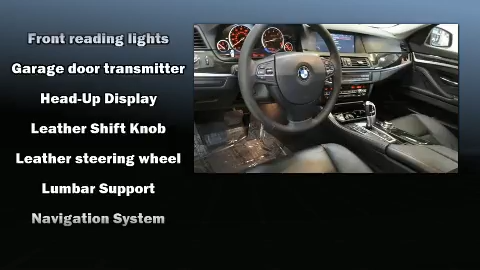 Front reading lights
Garage door transmitter
Head-Up Display
Leather Shift Knob
Leather steering wheel
Lumbar Support
Navigation System